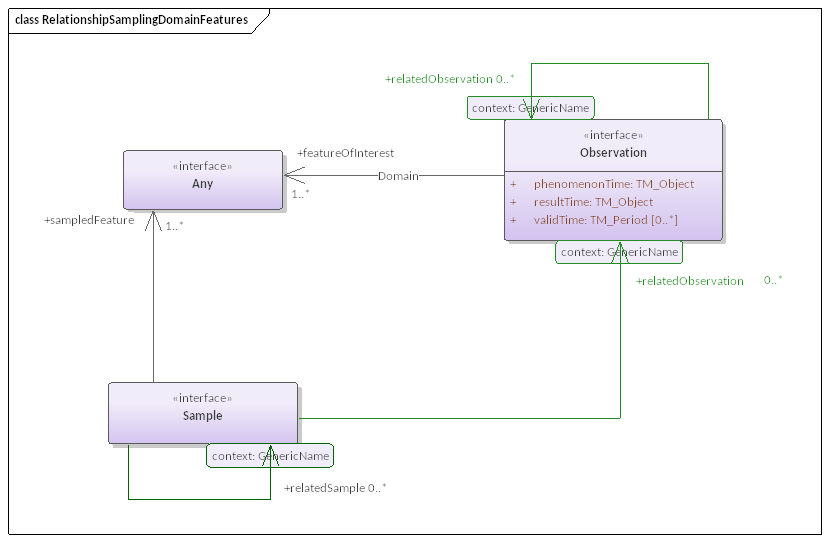 class RelationshipSamplingDomainFeatures
+relatedObservation 0..*
context: GenericName
«interface»
Observation
+ phenomenonTime: TM_Object
+ resultTime: TM_Object
+ validTime: TM_Period [0..*]
context: GenericName
+relatedObservation 0..*
+featureOfInterest
Domain
1..*
«interface»
Any
+sampledFeature
1..*
«interface»
Sample
context: GenericName
+relatedSample 0..*